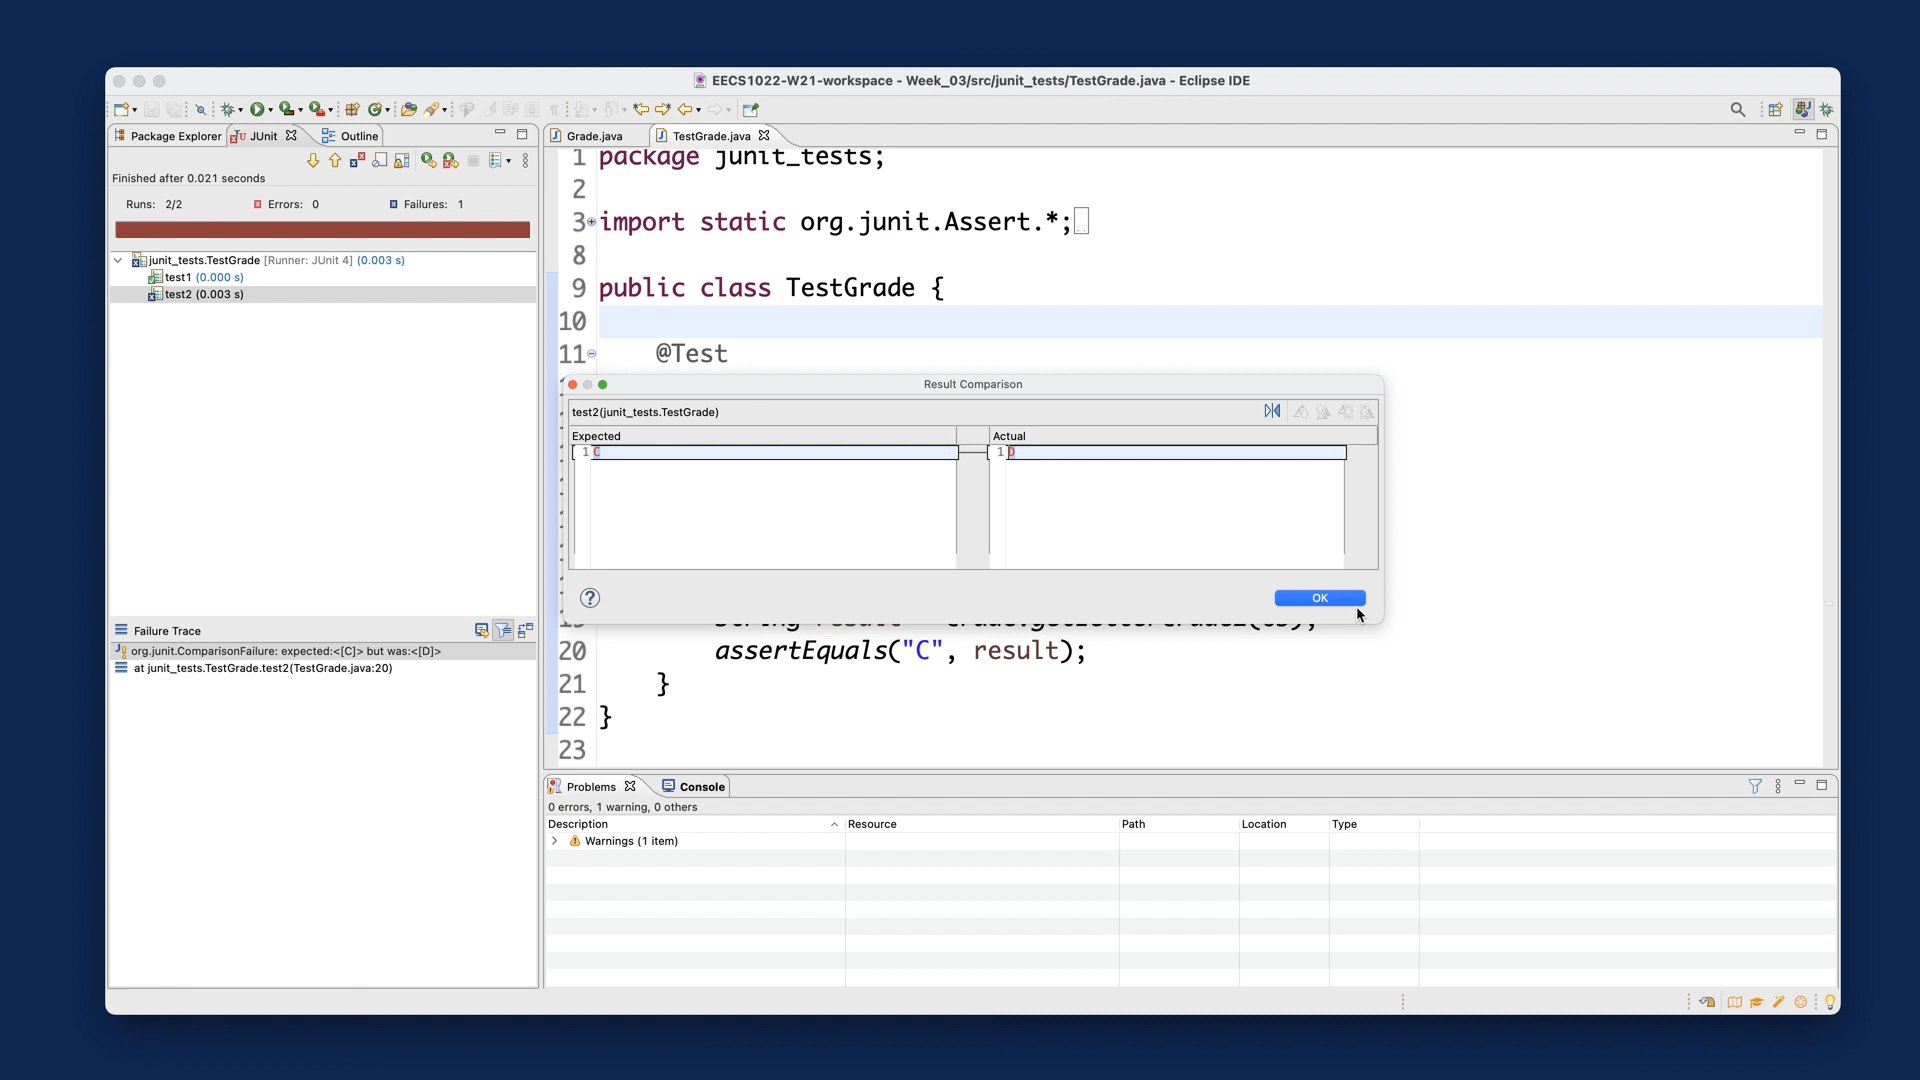 EECS1022-W21-workspace - Week_03/src/junit_tests/TestGrade.java - Eclipse IDE
Package Explorer
JUnit
Outline
Finished after 0.021 seconds
Runs: 2/2
Errors: 0
Failures: 1
junit_tests.TestGrade [Runner: JUnit 4] (0.003 s)
test1 (0.000 s)
test2 (0.003 s)
Failure Trace
org.junit.ComparisonFailure: expected:<[C]> but was:<[D]>
at junit_tests.TestGrade.test2(TestGrade.java:20)
Grade.java
TestGrade.java
1 package junit_tests;
2
3 import static org.junit.Assert.*;
8
9 public class TestGrade {
10
11 @Test
Result Comparison
test2(junit_tests.TestGrade)
Expected
Actual
1 C
1 D
?
OK
20 assertEquals("C", result);
21 }
22 }
23
Problems
Console
0 errors, 1 warning, 0 others
Description
Resource
Path
Location
Type
Warnings (1 item)